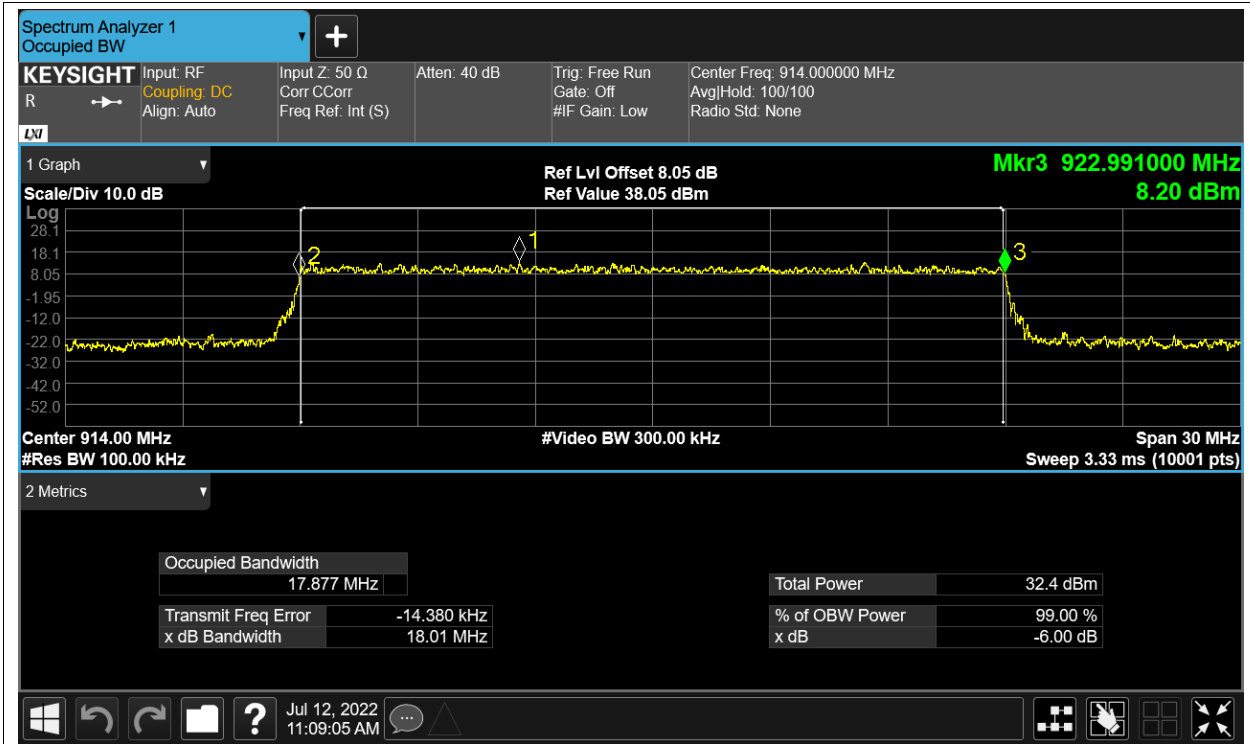 Spectrum Analyzer 1
Occupied BW
▼
+
KEYSIGHT Input: RF Input Z: 50 Ω Atten: 40 dB Trig: Free Run Center Freq: 914.000000 MHz
R Coupling: DC Corr CCorr Gate: Off Avg|Hold: 100/100
Align: Auto Freq Ref: Int (S) #IF Gain: Low Radio Std: None
LXI
1 Graph ▼ Ref Lvl Offset 8.05 dB Mkr3 922.991000 MHz
Scale/Div 10.0 dB Ref Value 38.05 dBm 8.20 dBm
Log
28.1
18.1
8.05
-1.95
-12.0
-22.0
-32.0
-42.0
-52.0
2
1
3
Center 914.00 MHz #Video BW 300.00 kHz Span 30 MHz
#Res BW 100.00 kHz Sweep 3.33 ms (10001 pts)
2 Metrics ▼
Occupied Bandwidth
17.877 MHz Total Power 32.4 dBm
Transmit Freq Error -14.380 kHz % of OBW Power 99.00 %
x dB Bandwidth 18.01 MHz x dB -6.00 dB
? Jul 12, 2022
11:09:05 AM